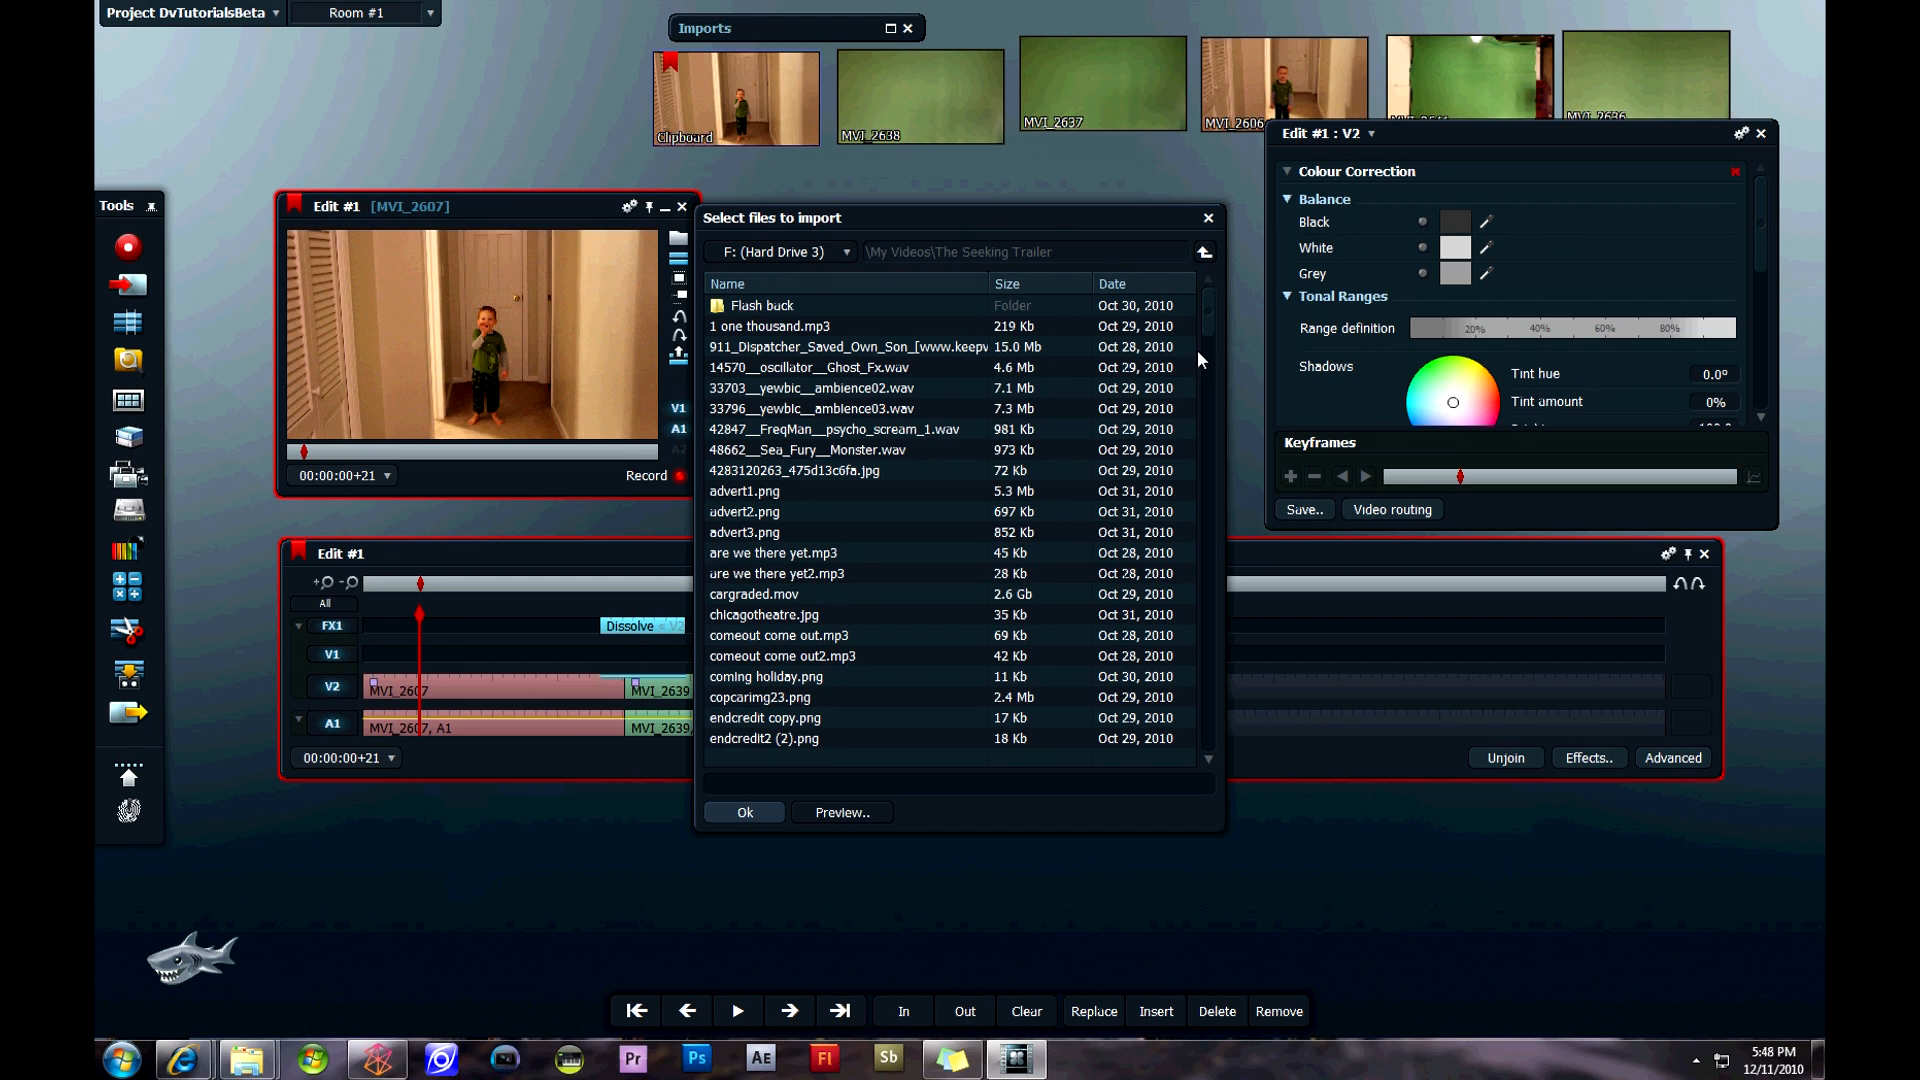 Project DvTutorialsBeta
Room #1
Imports
Clipboard
MVI_2638
MVI_2637
MVI_2606
MVI_2636
Edit #1 : V2
Colour Correction
Balance
Black
White
Grey
Tonal Ranges
Range definition
20%
40%
60%
80%
Shadows
Tint hue
0.0º
Tint amount
0%
Keyframes
Save..
Video routing
Tools
Edit #1 [MVI_2607]
V1
A1
A2
00:00:00+21
Record
Select files to import
F: (Hard Drive 3)
\My Videos\The Seeking Trailer
Name Size Date
Flash back Folder Oct 30, 2010
1 one thousand.mp3 219 Kb Oct 29, 2010
911_Dispatcher_Saved_Own_Son_[www.keepv 15.0 Mb Oct 28, 2010
14570__oscillator__Ghost_Fx.wav 4.6 Mb Oct 29, 2010
33703__yewbic__ambience02.wav 7.1 Mb Oct 29, 2010
33796__yewbic__ambience03.wav 7.3 Mb Oct 29, 2010
42847__FreqMan__psycho_scream_1.wav 981 Kb Oct 29, 2010
48662__Sea_Fury__Monster.wav 973 Kb Oct 29, 2010
4283120263_475d13c6fa.jpg 72 Kb Oct 29, 2010
advert1.png 5.3 Mb Oct 31, 2010
advert2.png 697 Kb Oct 31, 2010
advert3.png 852 Kb Oct 31, 2010
are we there yet.mp3 45 Kb Oct 28, 2010
are we there yet2.mp3 28 Kb Oct 28, 2010
cargraded.mov 2.6 Gb Oct 29, 2010
chicagotheatre.jpg 35 Kb Oct 31, 2010
comeout come out.mp3 69 Kb Oct 28, 2010
comeout come out2.mp3 42 Kb Oct 28, 2010
coming holiday.png 11 Kb Oct 30, 2010
copcarimg23.png 2.4 Mb Oct 29, 2010
endcredit copy.png 17 Kb Oct 29, 2010
endcredit2 (2).png 18 Kb Oct 29, 2010
Ok
Preview..
Edit #1
All
FX1
Dissolve « V2
V1
V2
MVI_2607
MVI_2639
A1
MVI_2607, A1
MVI_2639,
00:00:00+21
Unjoin
Effects..
Advanced
In
Out
Clear
Replace
Insert
Delete
Remove
Pr
Ps
AE
Fl
Sb
5:48 PM
12/11/2010